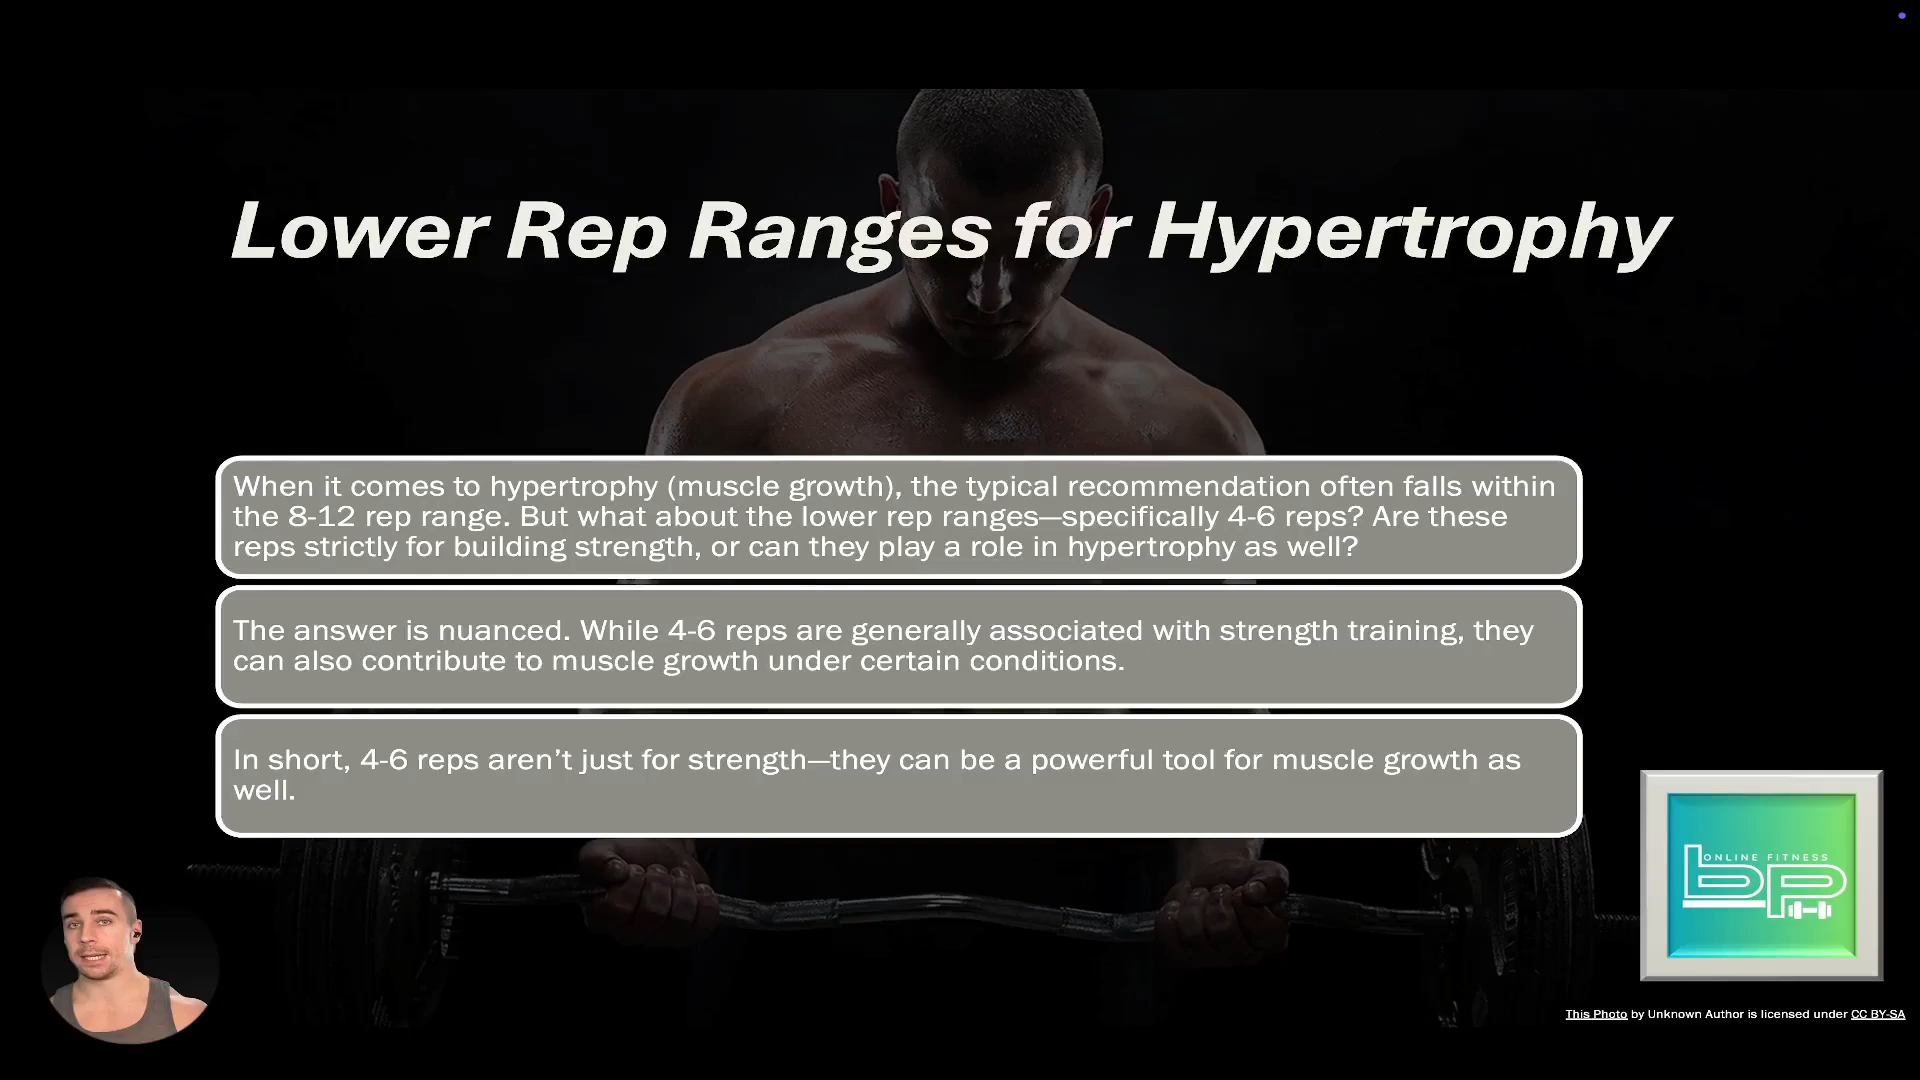 Lower Rep Ranges for Hypertrophy
When it comes to hypertrophy (muscle growth), the typical recommendation often falls within
the 8-12 rep range. But what about the lower rep ranges—specifically 4-6 reps? Are these
reps strictly for building strength, or can they play a role in hypertrophy as well?
The answer is nuanced. While 4-6 reps are generally associated with strength training, they
can also contribute to muscle growth under certain conditions.
In short, 4-6 reps aren’t just for strength—they can be a powerful tool for muscle growth as
well.
ONLINE FITNESS
bp
This Photo by Unknown Author is licensed under CC BY-SA